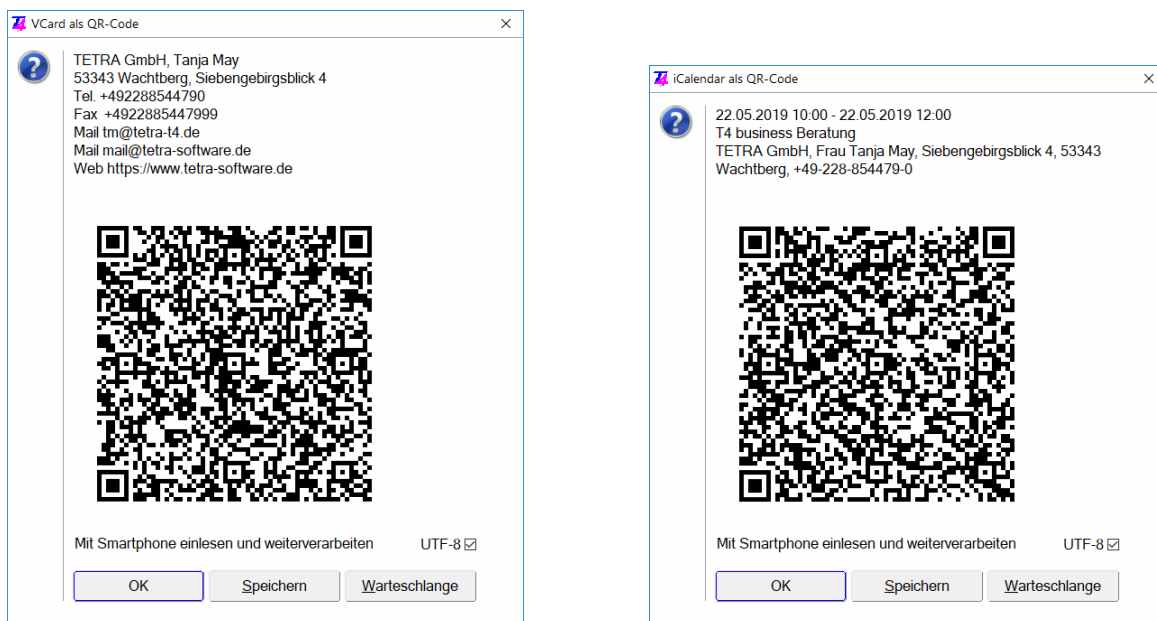 VCard als QR-Code
TETRA GmbH, Tanja May
53343 Wachtberg, Siebengebirgsblick 4
Tel. +492288544790
Fax +4922885447999
Mail tm@tetra-t4.de
Mail mail@tetra-software.de
Web https://www.tetra-software.de
Mit Smartphone einlesen und weiterverarbeiten
UTF-8
OK
Speichern
Warteschlange
iCalendar als QR-Code
22.05.2019 10:00 - 22.05.2019 12:00
T4 business Beratung
TETRA GmbH, Frau Tanja May, Siebengebirgsblick 4, 53343
Wachtberg, +49-228-854479-0
Mit Smartphone einlesen und weiterverarbeiten
UTF-8
OK
Speichern
Warteschlange